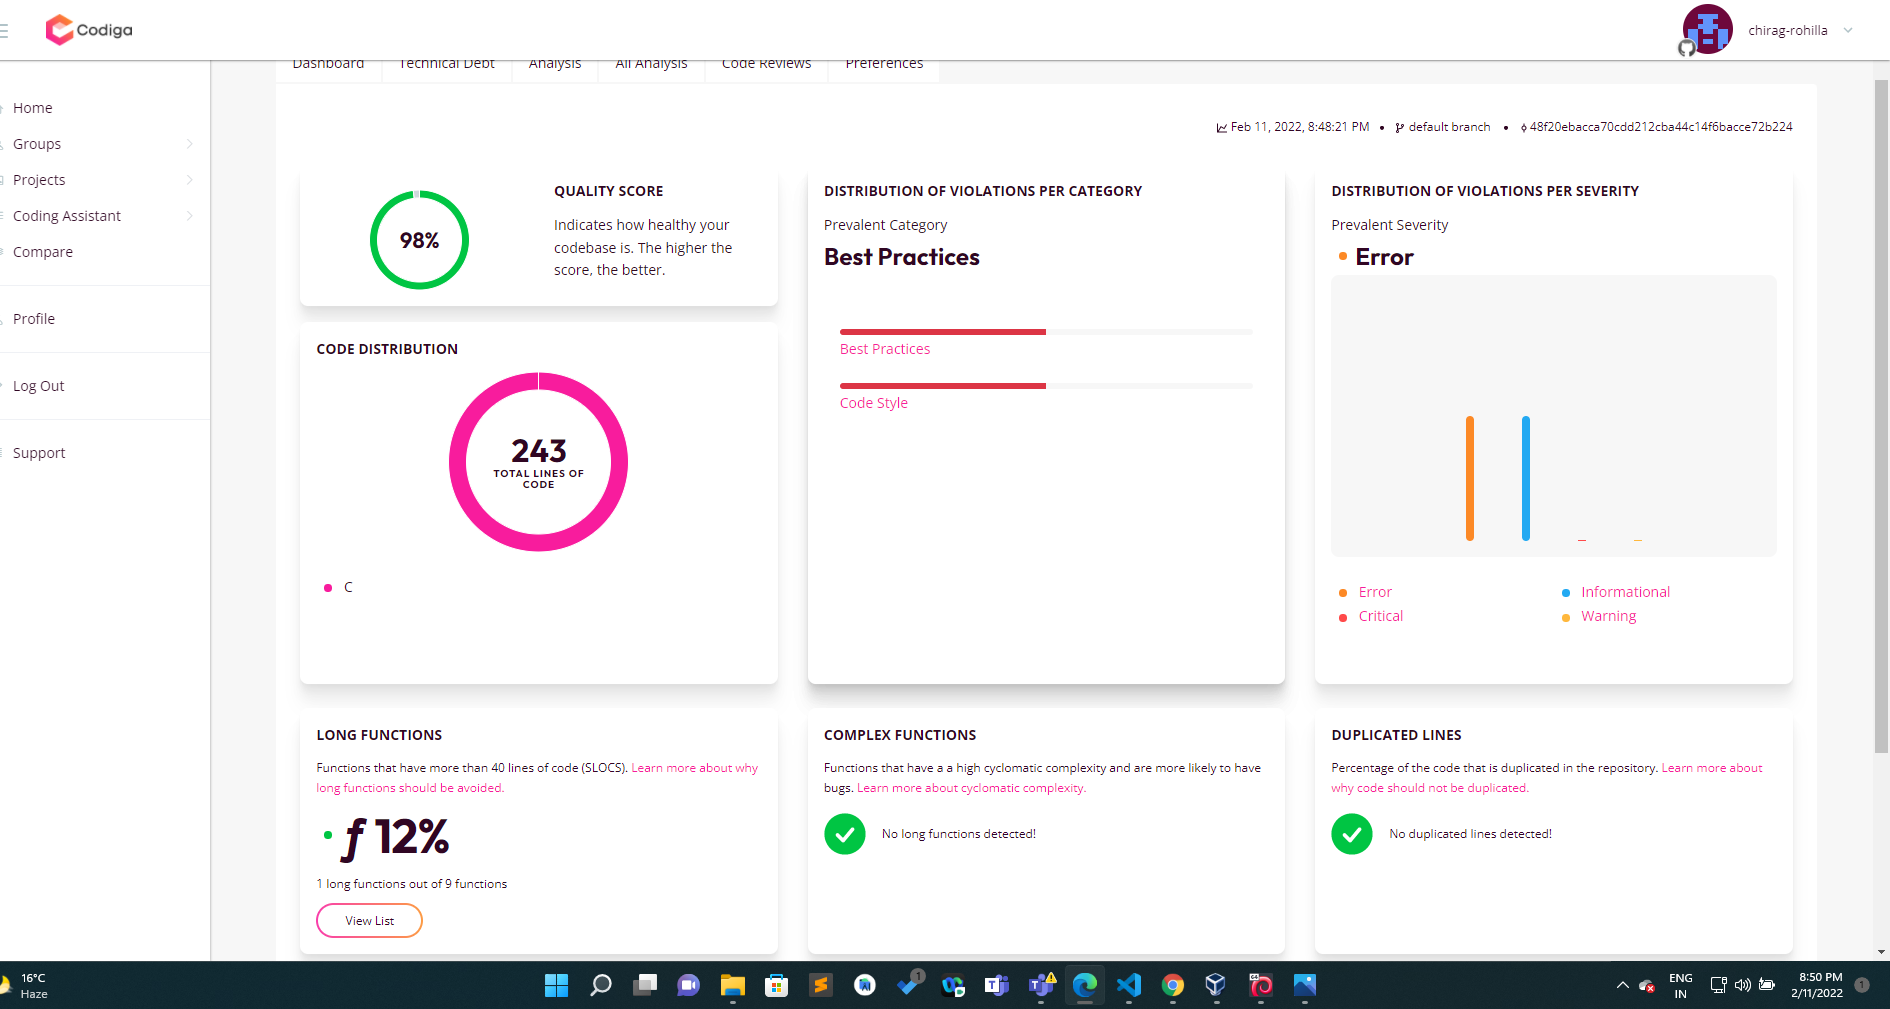 Codiga
chirag-rohilla
Dashboard
Technical Debt
Analysis
All Analysis
Code Reviews
Preferences
Home
Groups
Projects
Coding Assistant
Compare
Profile
Log Out
Support
Feb 11, 2022, 8:48:21 PM • default branch • 48f20ebacca70cdd212cba44c14f6bacce72b224
98%
QUALITY SCORE
Indicates how healthy your
codebase is. The higher the
score, the better.
CODE DISTRIBUTION
243
TOTAL LINES OF
CODE
C
DISTRIBUTION OF VIOLATIONS PER CATEGORY
Prevalent Category
Best Practices
Best Practices
Code Style
DISTRIBUTION OF VIOLATIONS PER SEVERITY
Prevalent Severity
Error
Error
Informational
Critical
Warning
LONG FUNCTIONS
Functions that have more than 40 lines of code (SLOCS). Learn more about why
long functions should be avoided.
ƒ 12%
1 long functions out of 9 functions
View List
COMPLEX FUNCTIONS
Functions that have a a high cyclomatic complexity and are more likely to have
bugs. Learn more about cyclomatic complexity.
No long functions detected!
DUPLICATED LINES
Percentage of the code that is duplicated in the repository. Learn more about
why code should not be duplicated.
No duplicated lines detected!
16°C
Haze
1
ENG
IN
8:50 PM
2/11/2022
1